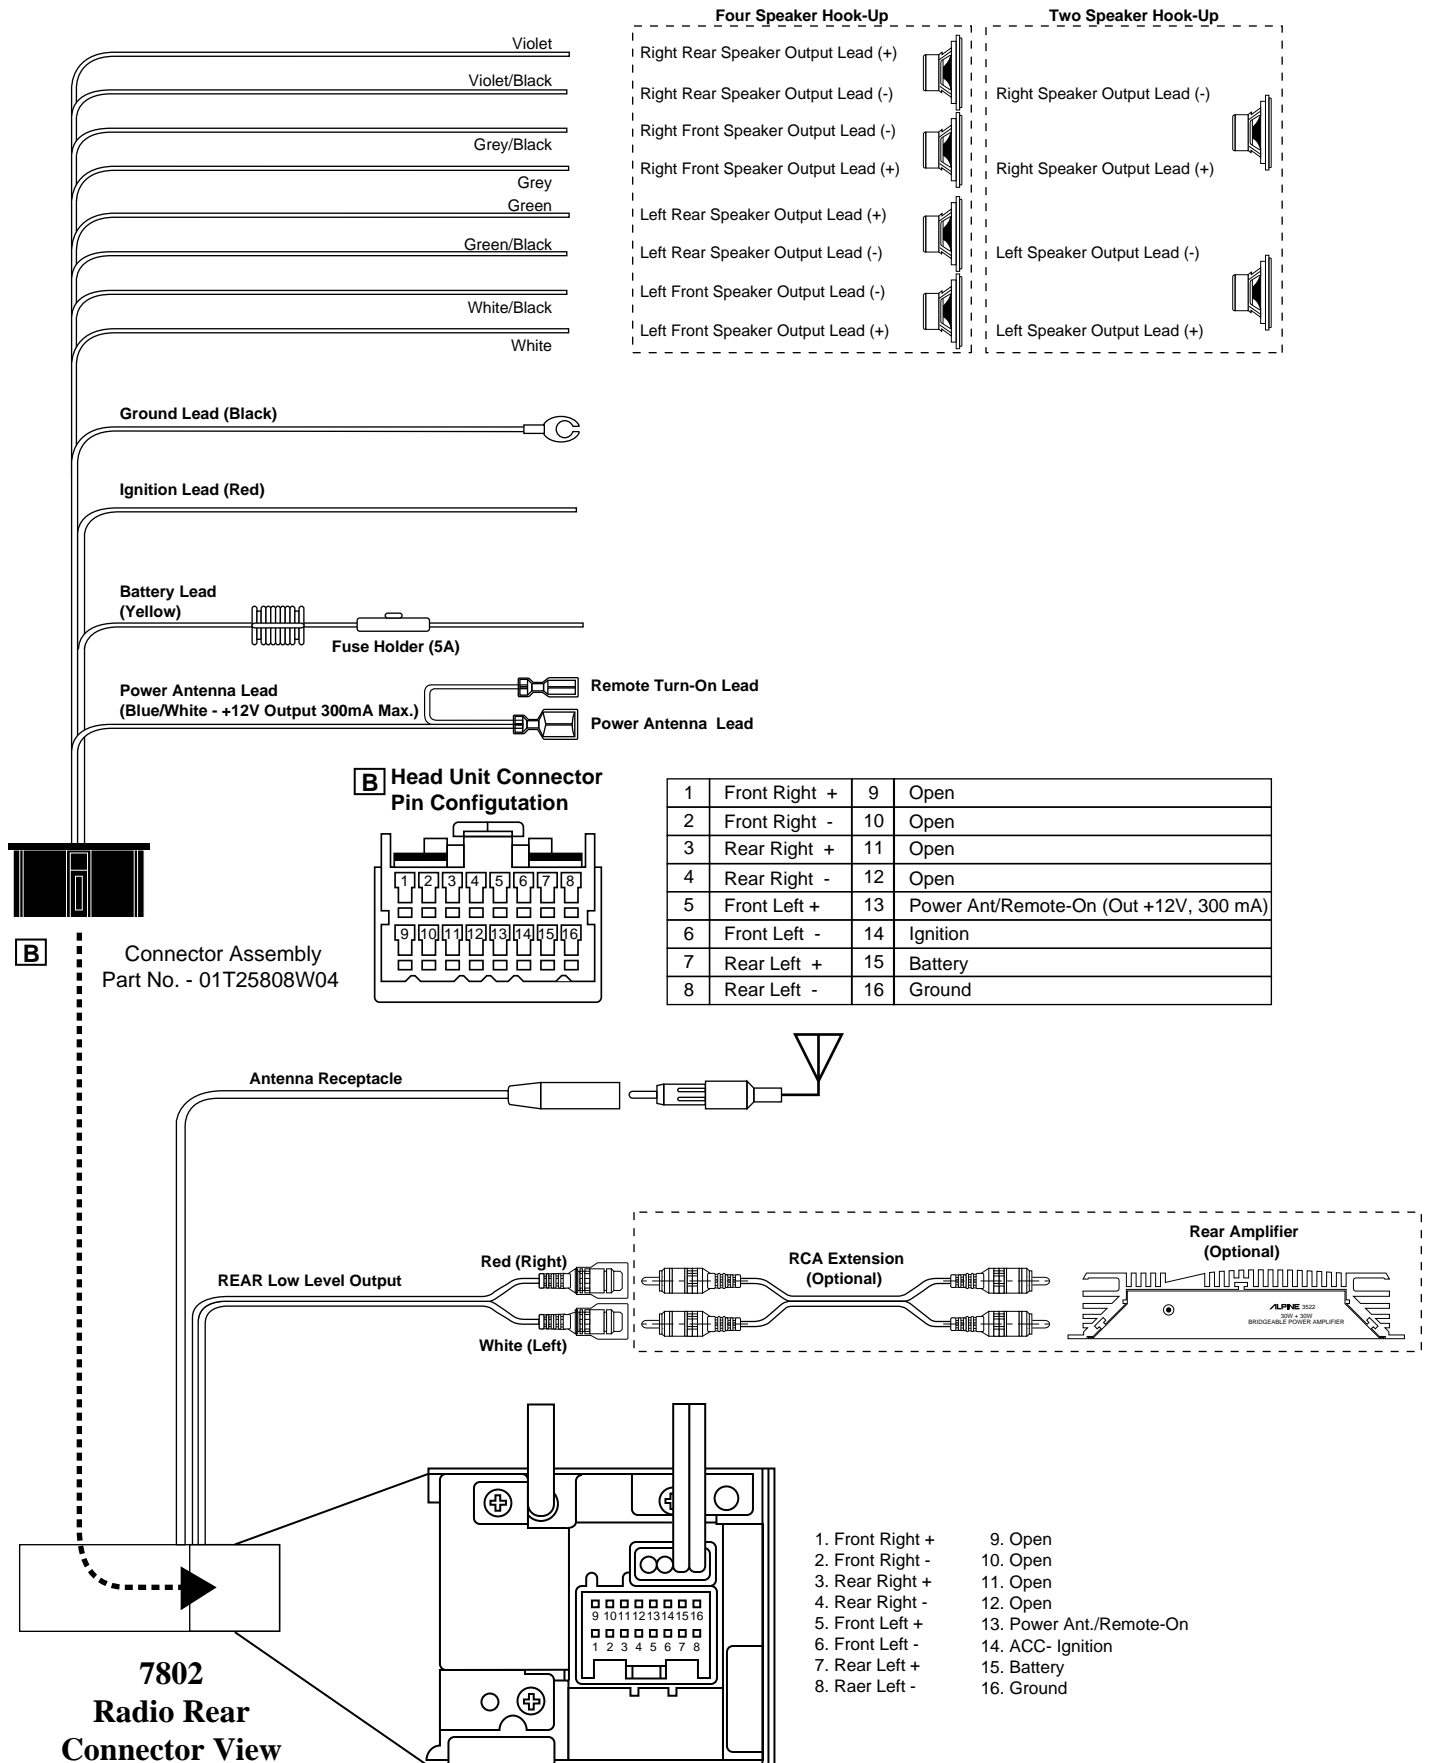 Four Speaker Hook-Up
Two Speaker Hook-Up
Violet
Right Rear Speaker Output Lead (+)
Violet/Black
Right Rear Speaker Output Lead (-)
Right Speaker Output Lead (-)
Right Front Speaker Output Lead (-)
Grey/Black
Right Front Speaker Output Lead (+)
Right Speaker Output Lead (+)
Grey
Green
Left Rear Speaker Output Lead (+)
Green/Black
Left Rear Speaker Output Lead (-)
Left Speaker Output Lead (-)
Left Front Speaker Output Lead (-)
White/Black
Left Front Speaker Output Lead (+)
Left Speaker Output Lead (+)
White
Ground Lead (Black)
Ignition Lead (Red)
Battery Lead
(Yellow)
Fuse Holder (5A)
Power Antenna Lead
(Blue/White - +12V Output 300mA Max.)
Remote Turn-On Lead
Power Antenna Lead
B Head Unit Connector
Pin Configutation
1 2 3 4 5 6 7 8
9 10 11 12 13 14 15 16
1 Front Right + 9 Open
2 Front Right - 10 Open
3 Rear Right + 11 Open
4 Rear Right - 12 Open
5 Front Left + 13 Power Ant/Remote-On (Out +12V, 300 mA)
6 Front Left - 14 Ignition
7 Rear Left + 15 Battery
8 Rear Left - 16 Ground
B
Connector Assembly
Part No. - 01T25808W04
Antenna Receptacle
REAR Low Level Output
Red (Right)
White (Left)
RCA Extension
(Optional)
Rear Amplifier
(Optional)
ALPINE 3522
30W + 30W
BRIDGEABLE POWER AMPLIFIER
9 10 11 12 13 14 15 16
1 2 3 4 5 6 7 8
1. Front Right +
2. Front Right -
3. Rear Right +
4. Rear Right -
5. Front Left +
6. Front Left -
7. Rear Left +
8. Raer Left -
9. Open
10. Open
11. Open
12. Open
13. Power Ant./Remote-On
14. ACC- Ignition
15. Battery
16. Ground
7802
Radio Rear
Connector View